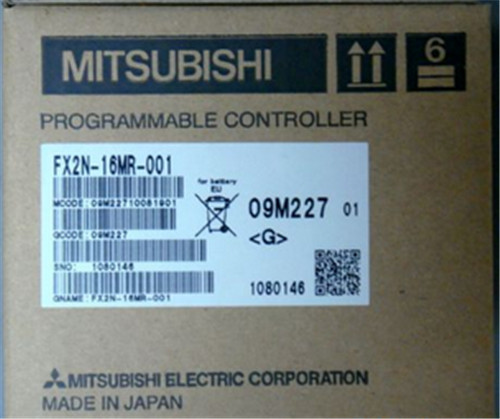 MITSUBISHI
6
PROGRAMMABLE CONTROLLER
FX2N-16MR-001
for battery
EU
MCODE: 09M22710081901
09M227 01
GCODE: 09M227
<G>
SNO: 1080146
1080146
GNAME: FX2N-16MR-001
MITSUBISHI ELECTRIC CORPORATION
MADE IN JAPAN